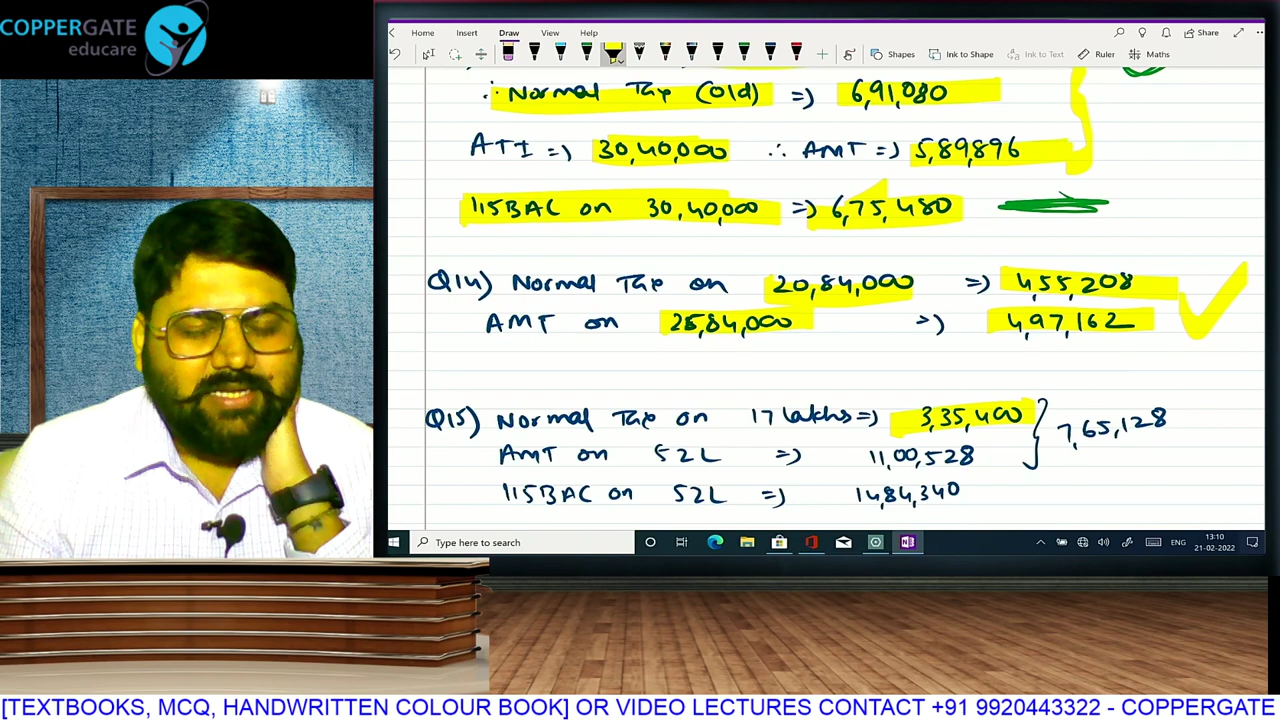 COPPERGATE
educare
Home Insert Draw View Help
Share
Shapes Ink to Shape Ink to Text Ruler Maths
∴ Normal Tax (Old) => 6,91,080
ATI => 30,40,000 ∴ AMT => 5,89,896
115BAC on 30,40,000 => 6,75,480
Q14) Normal Tax on 20,84,000 => 4,55,208
AMT on 25,84,000 => 4,97,162
Q15) Normal Tax on 17 lakhs => 3,35,400
7,65,128
AMT on 52L => 11,00,528
115BAC on 52L => 14,84,340
Type here to search
ENG
13:10
21-02-2022
[TEXTBOOKS, MCQ, HANDWRITTEN COLOUR BOOK] OR VIDEO LECTURES CONTACT +91 9920443322 - COPPERGATE